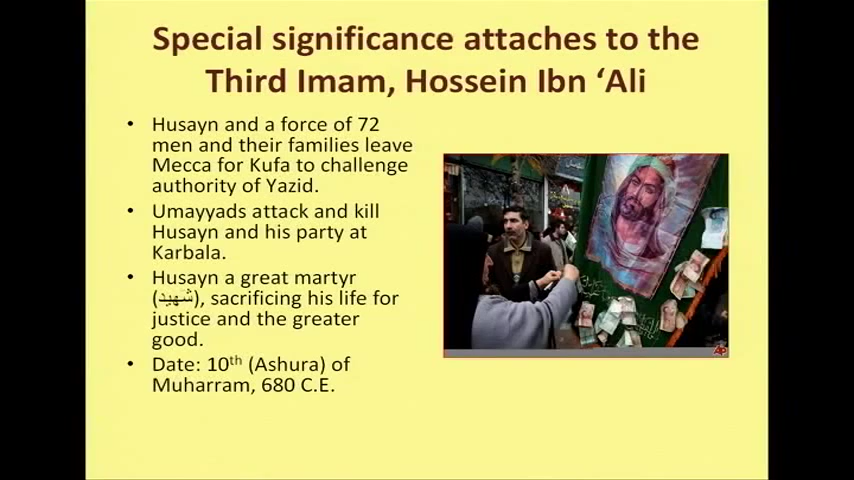 Special significance attaches to the
Third Imam, Hossein Ibn ‘Ali
• Husayn and a force of 72
men and their families leave
Mecca for Kufa to challenge
authority of Yazid.
• Umayyads attack and kill
Husayn and his party at
Karbala.
• Husayn a great martyr
(شهيد), sacrificing his life for
justice and the greater
good.
• Date: 10th (Ashura) of
Muharram, 680 C.E.